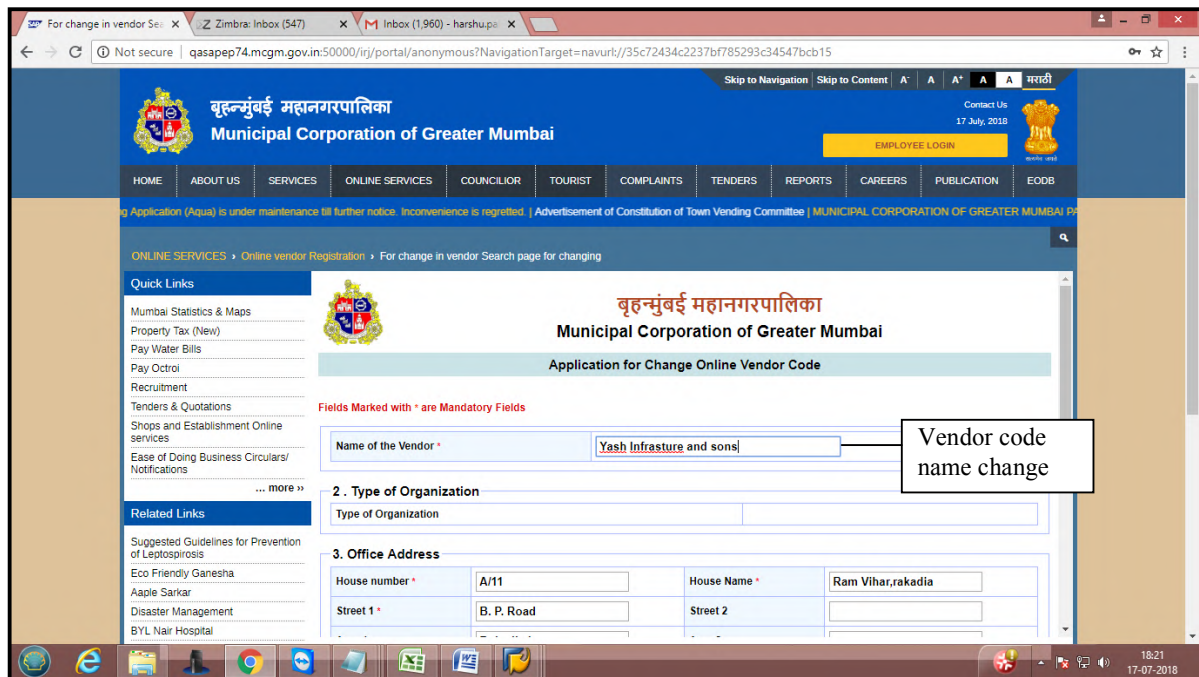 For change in vendor Sea
Zimbra: Inbox (547)
Inbox (1,960) - harshu.pa
Not secure | qasapep74.mcgm.gov.in:50000/irj/portal/anonymous?NavigationTarget=navurl://35c72434c2237bf785293c34547bcb15
Skip to Navigation | Skip to Content | A- | A | A+ | A | A | मराठी
बृहन्मुंबई महानगरपालिका
Municipal Corporation of Greater Mumbai
Contact Us
17 July, 2018
EMPLOYEE LOGIN
सत्यमेव जयते
HOME ABOUT US SERVICES ONLINE SERVICES COUNCILIOR TOURIST COMPLAINTS TENDERS REPORTS CAREERS PUBLICATION EODB
g Application (Aqua) is under maintenance till further notice. Inconvenience is regretted. | Advertisement of Constitution of Town Vending Committee | MUNICIPAL CORPORATION OF GREATER MUMBAI PA
ONLINE SERVICES › Online vendor Registration › For change in vendor Search page for changing
Quick Links
Mumbai Statistics & Maps
Property Tax (New)
Pay Water Bills
Pay Octroi
Recruitment
Tenders & Quotations
Shops and Establishment Online
services
Ease of Doing Business Circulars/
Notifications
... more ››
Related Links
Suggested Guidelines for Prevention
of Leptospirosis
Eco Friendly Ganesha
Aaple Sarkar
Disaster Management
BYL Nair Hospital
बृहन्मुंबई महानगरपालिका
Municipal Corporation of Greater Mumbai
Application for Change Online Vendor Code
Fields Marked with * are Mandatory Fields
Name of the Vendor * Yash Infrasture and sons
Vendor code
name change
2 . Type of Organization
Type of Organization
3. Office Address
House number * A/11 House Name * Ram Vihar,rakadia
Street 1 * B. P. Road Street 2
18:21
17-07-2018